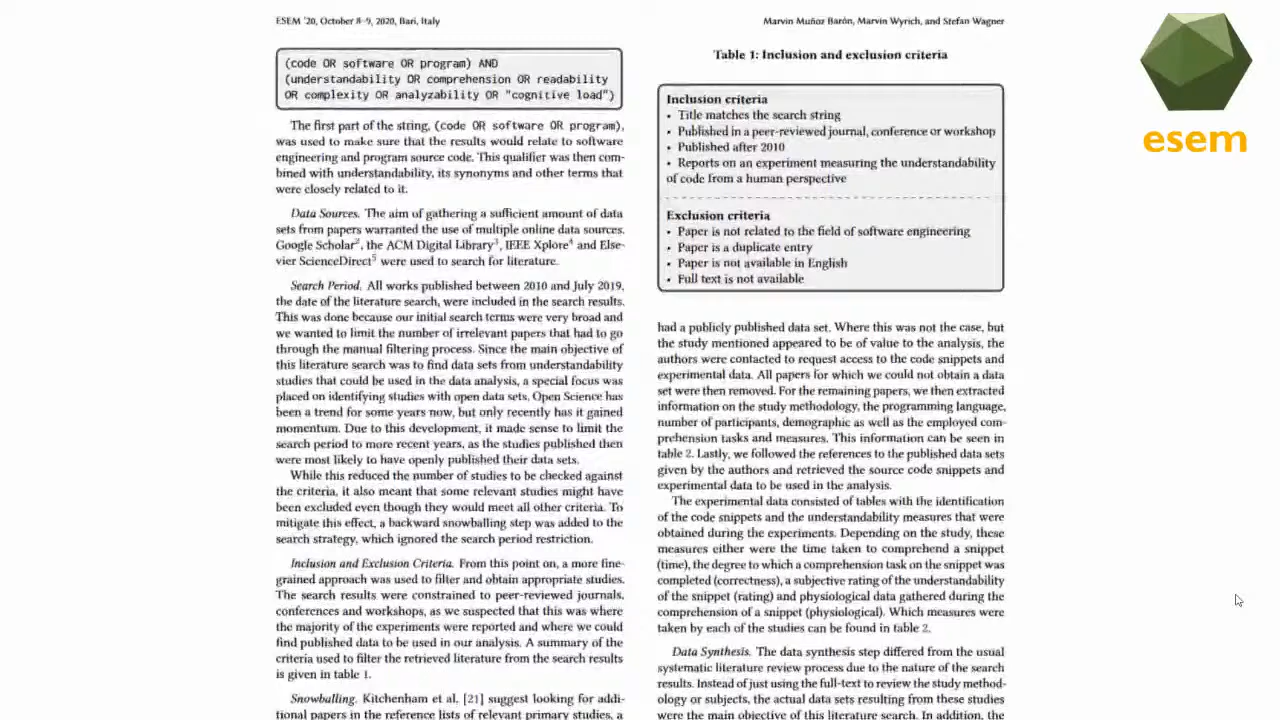 ESEM '20, October 8–9, 2020, Bari, Italy
Marvin Muñoz Barón, Marvin Wyrich, and Stefan Wagner
(code OR software OR program) AND
(understandability OR comprehension OR readability
OR complexity OR analyzability OR "cognitive load")
The first part of the string, (code OR software OR program),
was used to make sure that the results would relate to software
engineering and program source code. This qualifier was then com-
bined with understandability, its synonyms and other terms that
were closely related to it.
Data Sources. The aim of gathering a sufficient amount of data
sets from papers warranted the use of multiple online data sources.
Google Scholar2, the ACM Digital Library3, IEEE Xplore4 and Else-
vier ScienceDirect5 were used to search for literature.
Search Period. All works published between 2010 and July 2019,
the date of the literature search, were included in the search results.
This was done because our initial search terms were very broad and
we wanted to limit the number of irrelevant papers that had to go
through the manual filtering process. Since the main objective of
this literature search was to find data sets from understandability
studies that could be used in the data analysis, a special focus was
placed on identifying studies with open data sets. Open Science has
been a trend for some years now, but only recently has it gained
momentum. Due to this development, it made sense to limit the
search period to more recent years, as the studies published then
were most likely to have openly published their data sets.
While this reduced the number of studies to be checked against
the criteria, it also meant that some relevant studies might have
been excluded even though they would meet all other criteria. To
mitigate this effect, a backward snowballing step was added to the
search strategy, which ignored the search period restriction.
Inclusion and Exclusion Criteria. From this point on, a more fine-
grained approach was used to filter and obtain appropriate studies.
The search results were constrained to peer-reviewed journals,
conferences and workshops, as we suspected that this was where
the majority of the experiments were reported and where we could
find published data to be used in our analysis. A summary of the
criteria used to filter the retrieved literature from the search results
is given in table 1.
Snowballing. Kitchenham et al. [21] suggest looking for addi-
tional papers in the reference lists of relevant primary studies, a
Table 1: Inclusion and exclusion criteria
Inclusion criteria
• Title matches the search string
• Published in a peer-reviewed journal, conference or workshop
• Published after 2010
• Reports on an experiment measuring the understandability
of code from a human perspective
Exclusion criteria
• Paper is not related to the field of software engineering
• Paper is a duplicate entry
• Paper is not available in English
• Full text is not available
had a publicly published data set. Where this was not the case, but
the study mentioned appeared to be of value to the analysis, the
authors were contacted to request access to the code snippets and
experimental data. All papers for which we could not obtain a data
set were then removed. For the remaining papers, we then extracted
information on the study methodology, the programming language,
number of participants, demographic as well as the employed com-
prehension tasks and measures. This information can be seen in
table 2. Lastly, we followed the references to the published data sets
given by the authors and retrieved the source code snippets and
experimental data to be used in the analysis.
The experimental data consisted of tables with the identification
of the code snippets and the understandability measures that were
obtained during the experiments. Depending on the study, these
measures either were the time taken to comprehend a snippet
(time), the degree to which a comprehension task on the snippet was
completed (correctness), a subjective rating of the understandability
of the snippet (rating) and physiological data gathered during the
comprehension of a snippet (physiological). Which measures were
taken by each of the studies can be found in table 2.
Data Synthesis. The data synthesis step differed from the usual
systematic literature review process due to the nature of the search
results. Instead of just using the full-text to review the study method-
ology or subjects, the actual data sets resulting from these studies
were the main objective of this literature search. In addition, the
esem